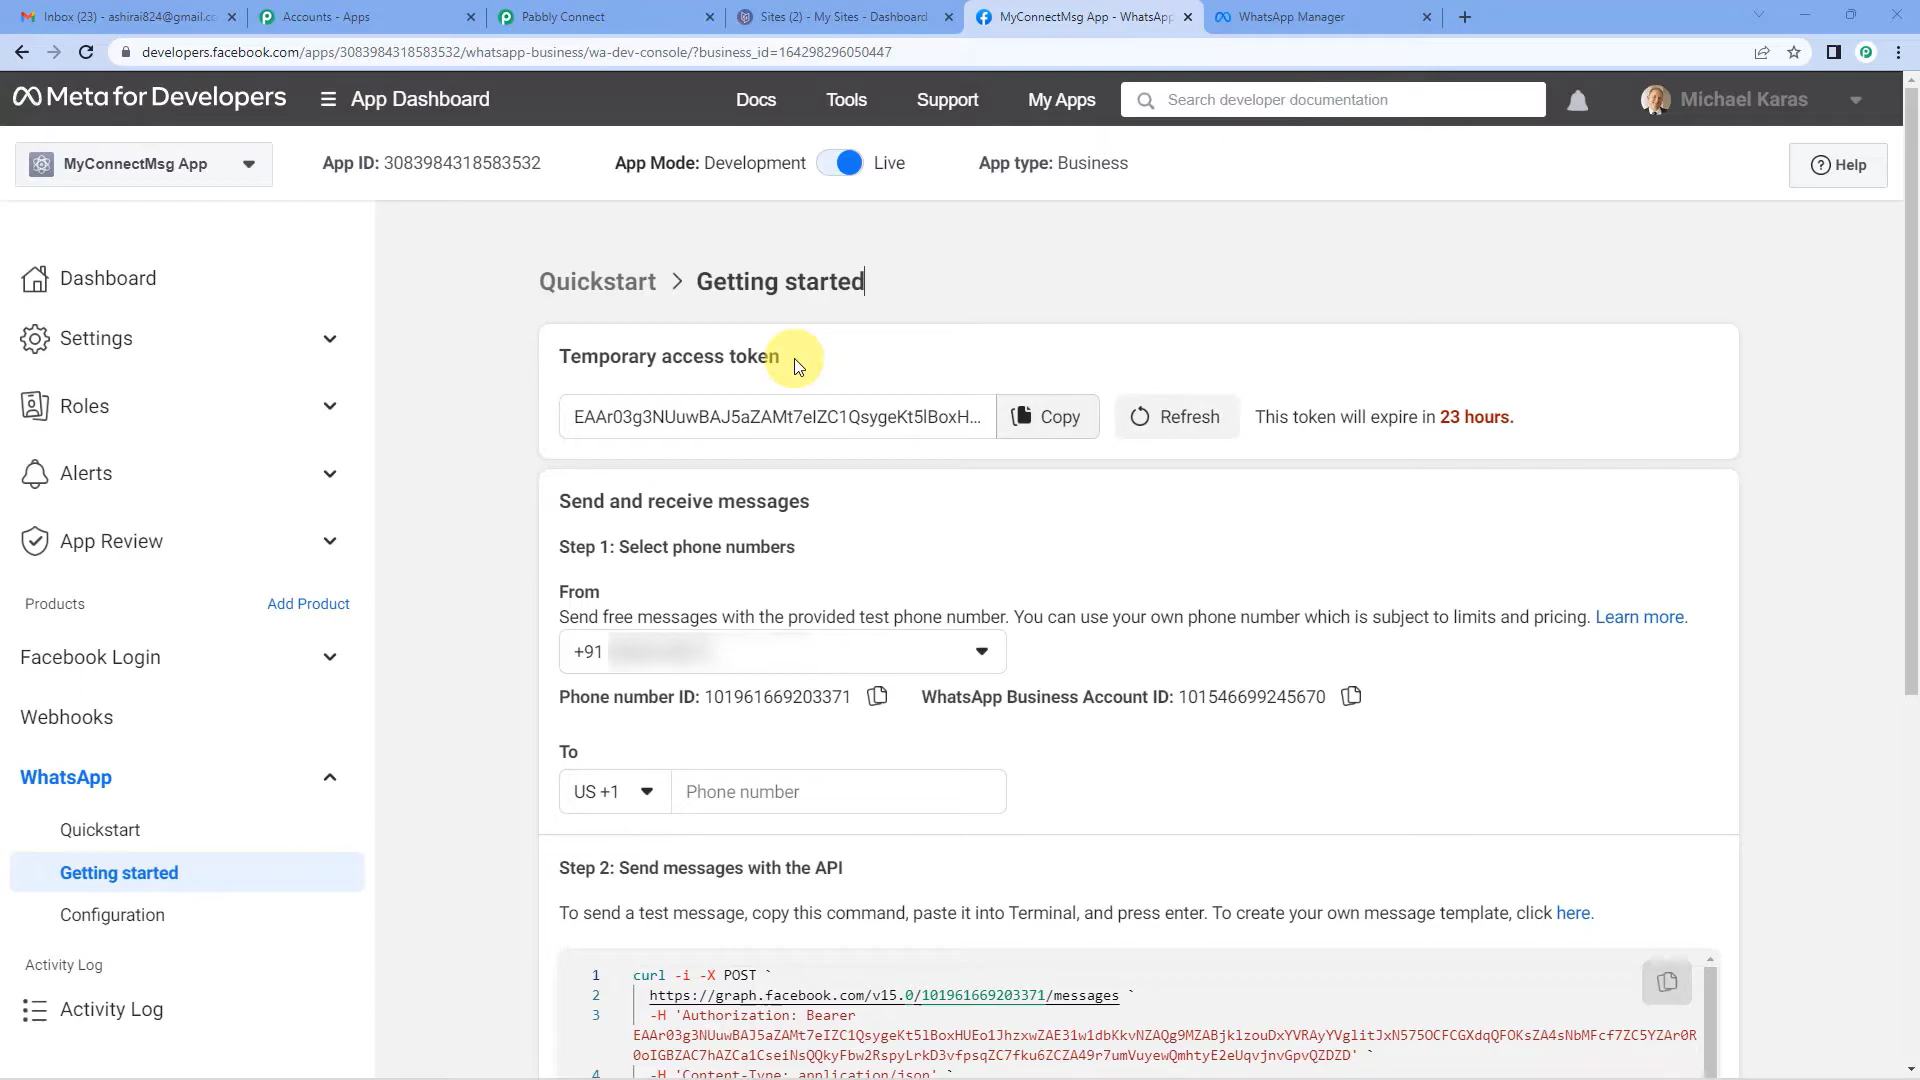 Inbox (23) - ashirai824@gmail.cc
Accounts - Apps
Pabbly Connect
Sites (2) - My Sites - Dashboard
MyConnectMsg App - WhatsApp
WhatsApp Manager
developers.facebook.com/apps/3083984318583532/whatsapp-business/wa-dev-console/?business_id=164298296050447
Meta for Developers
App Dashboard
Docs
Tools
Support
My Apps
Search developer documentation
Michael Karas
MyConnectMsg App
App ID: 3083984318583532
App Mode: Development
Live
App type: Business
Help
Dashboard
Settings
Roles
Alerts
App Review
Products
Add Product
Facebook Login
Webhooks
WhatsApp
Quickstart
Getting started
Configuration
Activity Log
Activity Log
Quickstart > Getting started
Temporary access token
EAAr03g3NUuwBAJ5aZAMt7eIZC1QsygeKt5lBoxH...
Copy
Refresh
This token will expire in 23 hours.
Send and receive messages
Step 1: Select phone numbers
From
Send free messages with the provided test phone number. You can use your own phone number which is subject to limits and pricing. Learn more.
+91
Phone number ID: 101961669203371
WhatsApp Business Account ID: 101546699245670
To
US +1
Phone number
Step 2: Send messages with the API
To send a test message, copy this command, paste it into Terminal, and press enter. To create your own message template, click here.
1 curl -i -X POST `
2 https://graph.facebook.com/v15.0/101961669203371/messages `
3 -H 'Authorization: Bearer
EAAr03g3NUuwBAJ5aZAMt7eIZC1QsygeKt5lBoxHUEo1JhzxwZAE31w1dbKkvNZAQg9MZABjklzouDxYVRAyYVglitJxN575OCFCGXdqQFOKsZA4sNbMFcf7ZC5YZAr0R
0oIGBZAC7hAZCa1CseiNsQQkyFbw2RspyLrkD3vfpsqZC7fku6ZCZA49r7umVuyewQmhtyE2eUqvjnvGpvQZDZD' `
4 -H 'Content-Type: application/json' `